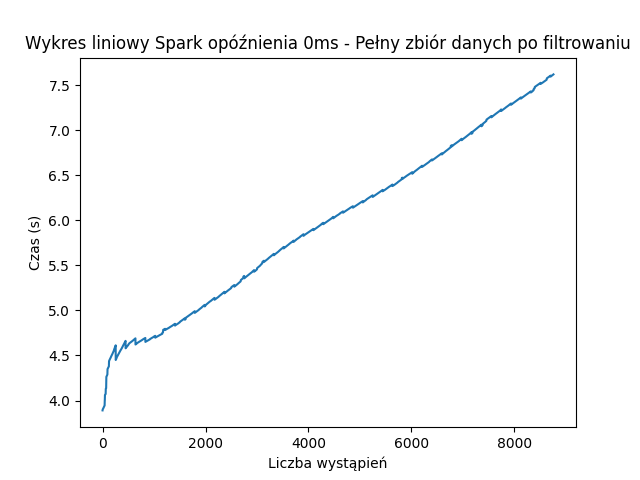 Wykres liniowy Spark opóźnienia 0ms - Pełny zbiór danych po filtrowaniu
Czas (s)
7.5
7.0
6.5
6.0
5.5
5.0
4.5
4.0
0 2000 4000 6000 8000
Liczba wystąpień